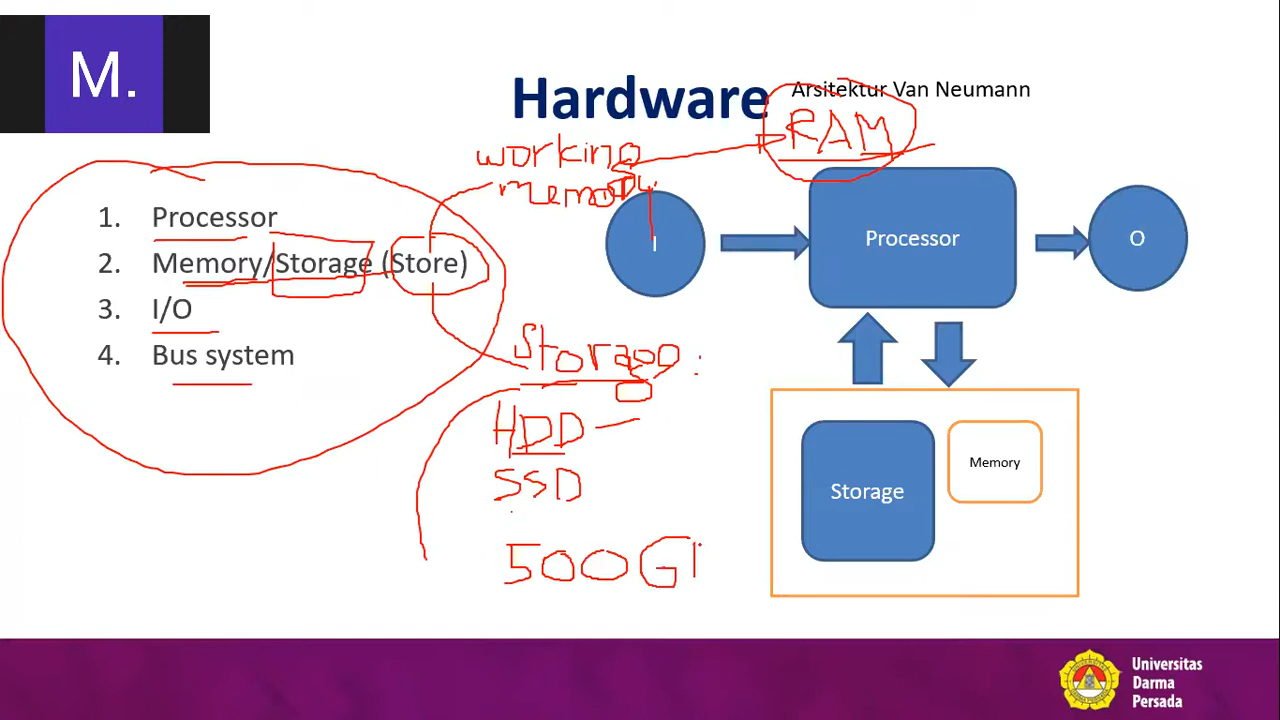 M.
Hardware
Arsitektur Van Neumann
RAM
working
memory
1. Processor
2. Memory/Storage (Store)
3. I/O
4. Bus system
I
Processor
O
Storage :
HDD
SSD
500 G
Storage
Memory
Universitas
Darma
Persada